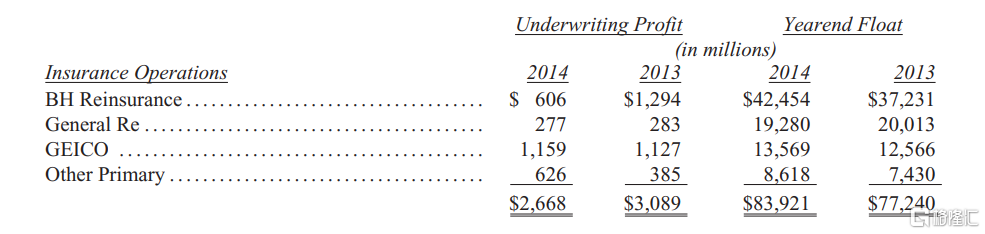 Underwriting Profit Yearend Float
(in millions)
Insurance Operations 2014 2013 2014 2013
BH Reinsurance . . . . . . . . . . . . . . . . . . . . . . . . . . . . . . . . . . . . $ 606 $1,294 $42,454 $37,231
General Re . . . . . . . . . . . . . . . . . . . . . . . . . . . . . . . . . . . . . . . . . 277 283 19,280 20,013
GEICO . . . . . . . . . . . . . . . . . . . . . . . . . . . . . . . . . . . . . . . . . . . . 1,159 1,127 13,569 12,566
Other Primary . . . . . . . . . . . . . . . . . . . . . . . . . . . . . . . . . . . . . . 626 385 8,618 7,430
$2,668 $3,089 $83,921 $77,240
格隆汇